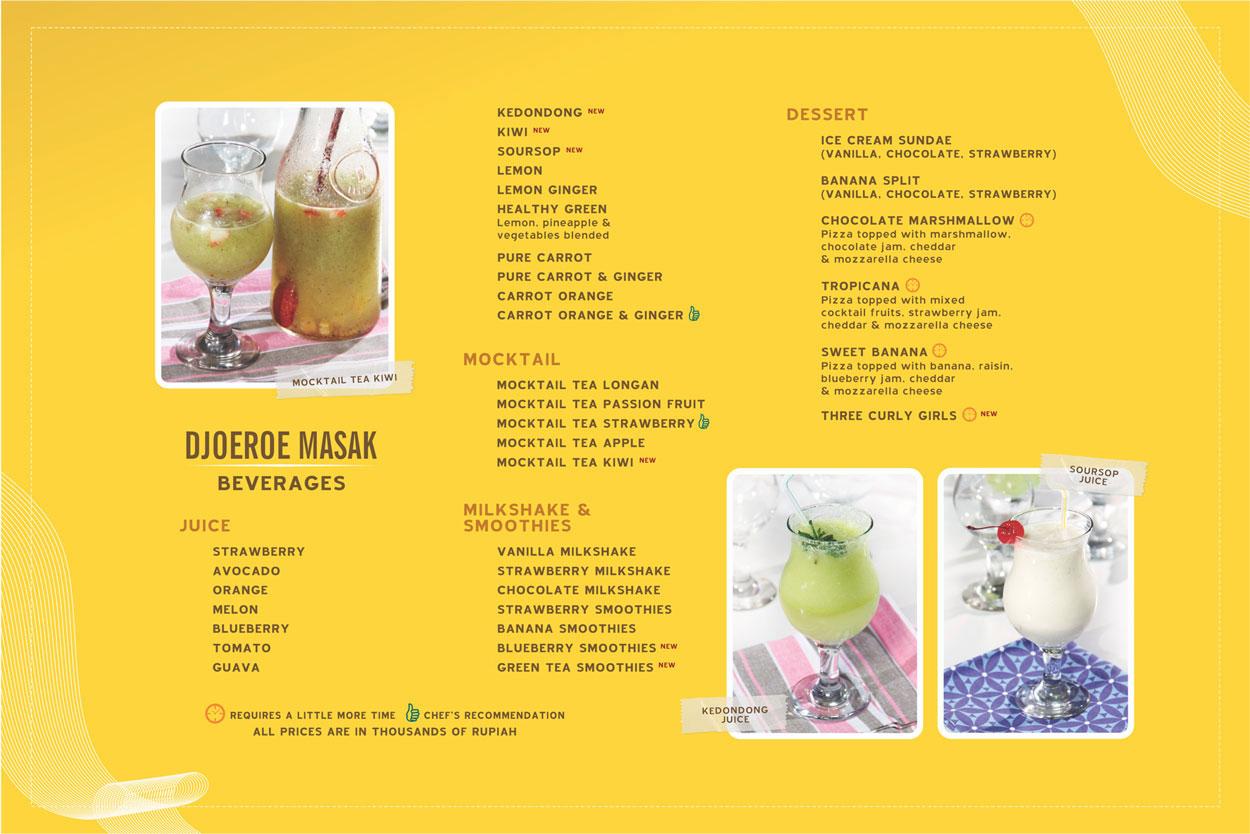 MOCKTAIL TEA KIWI
DJOEROE MASAK
BEVERAGES
JUICE
STRAWBERRY
AVOCADO
ORANGE
MELON
BLUEBERRY
TOMATO
GUAVA
KEDONDONG NEW
KIWI NEW
SOURSOP NEW
LEMON
LEMON GINGER
HEALTHY GREEN
Lemon, pineapple &
vegetables blended
PURE CARROT
PURE CARROT & GINGER
CARROT ORANGE
CARROT ORANGE & GINGER
MOCKTAIL
MOCKTAIL TEA LONGAN
MOCKTAIL TEA PASSION FRUIT
MOCKTAIL TEA STRAWBERRY
MOCKTAIL TEA APPLE
MOCKTAIL TEA KIWI NEW
MILKSHAKE &
SMOOTHIES
VANILLA MILKSHAKE
STRAWBERRY MILKSHAKE
CHOCOLATE MILKSHAKE
STRAWBERRY SMOOTHIES
BANANA SMOOTHIES
BLUEBERRY SMOOTHIES NEW
GREEN TEA SMOOTHIES NEW
DESSERT
ICE CREAM SUNDAE
(VANILLA, CHOCOLATE, STRAWBERRY)
BANANA SPLIT
(VANILLA, CHOCOLATE, STRAWBERRY)
CHOCOLATE MARSHMALLOW
Pizza topped with marshmallow,
chocolate jam, cheddar
& mozzarella cheese
TROPICANA
Pizza topped with mixed
cocktail fruits, strawberry jam,
cheddar & mozzarella cheese
SWEET BANANA
Pizza topped with banana, raisin,
blueberry jam, cheddar
& mozzarella cheese
THREE CURLY GIRLS NEW
SOURSOP
JUICE
KEDONDONG
JUICE
REQUIRES A LITTLE MORE TIME CHEF'S RECOMMENDATION
ALL PRICES ARE IN THOUSANDS OF RUPIAH